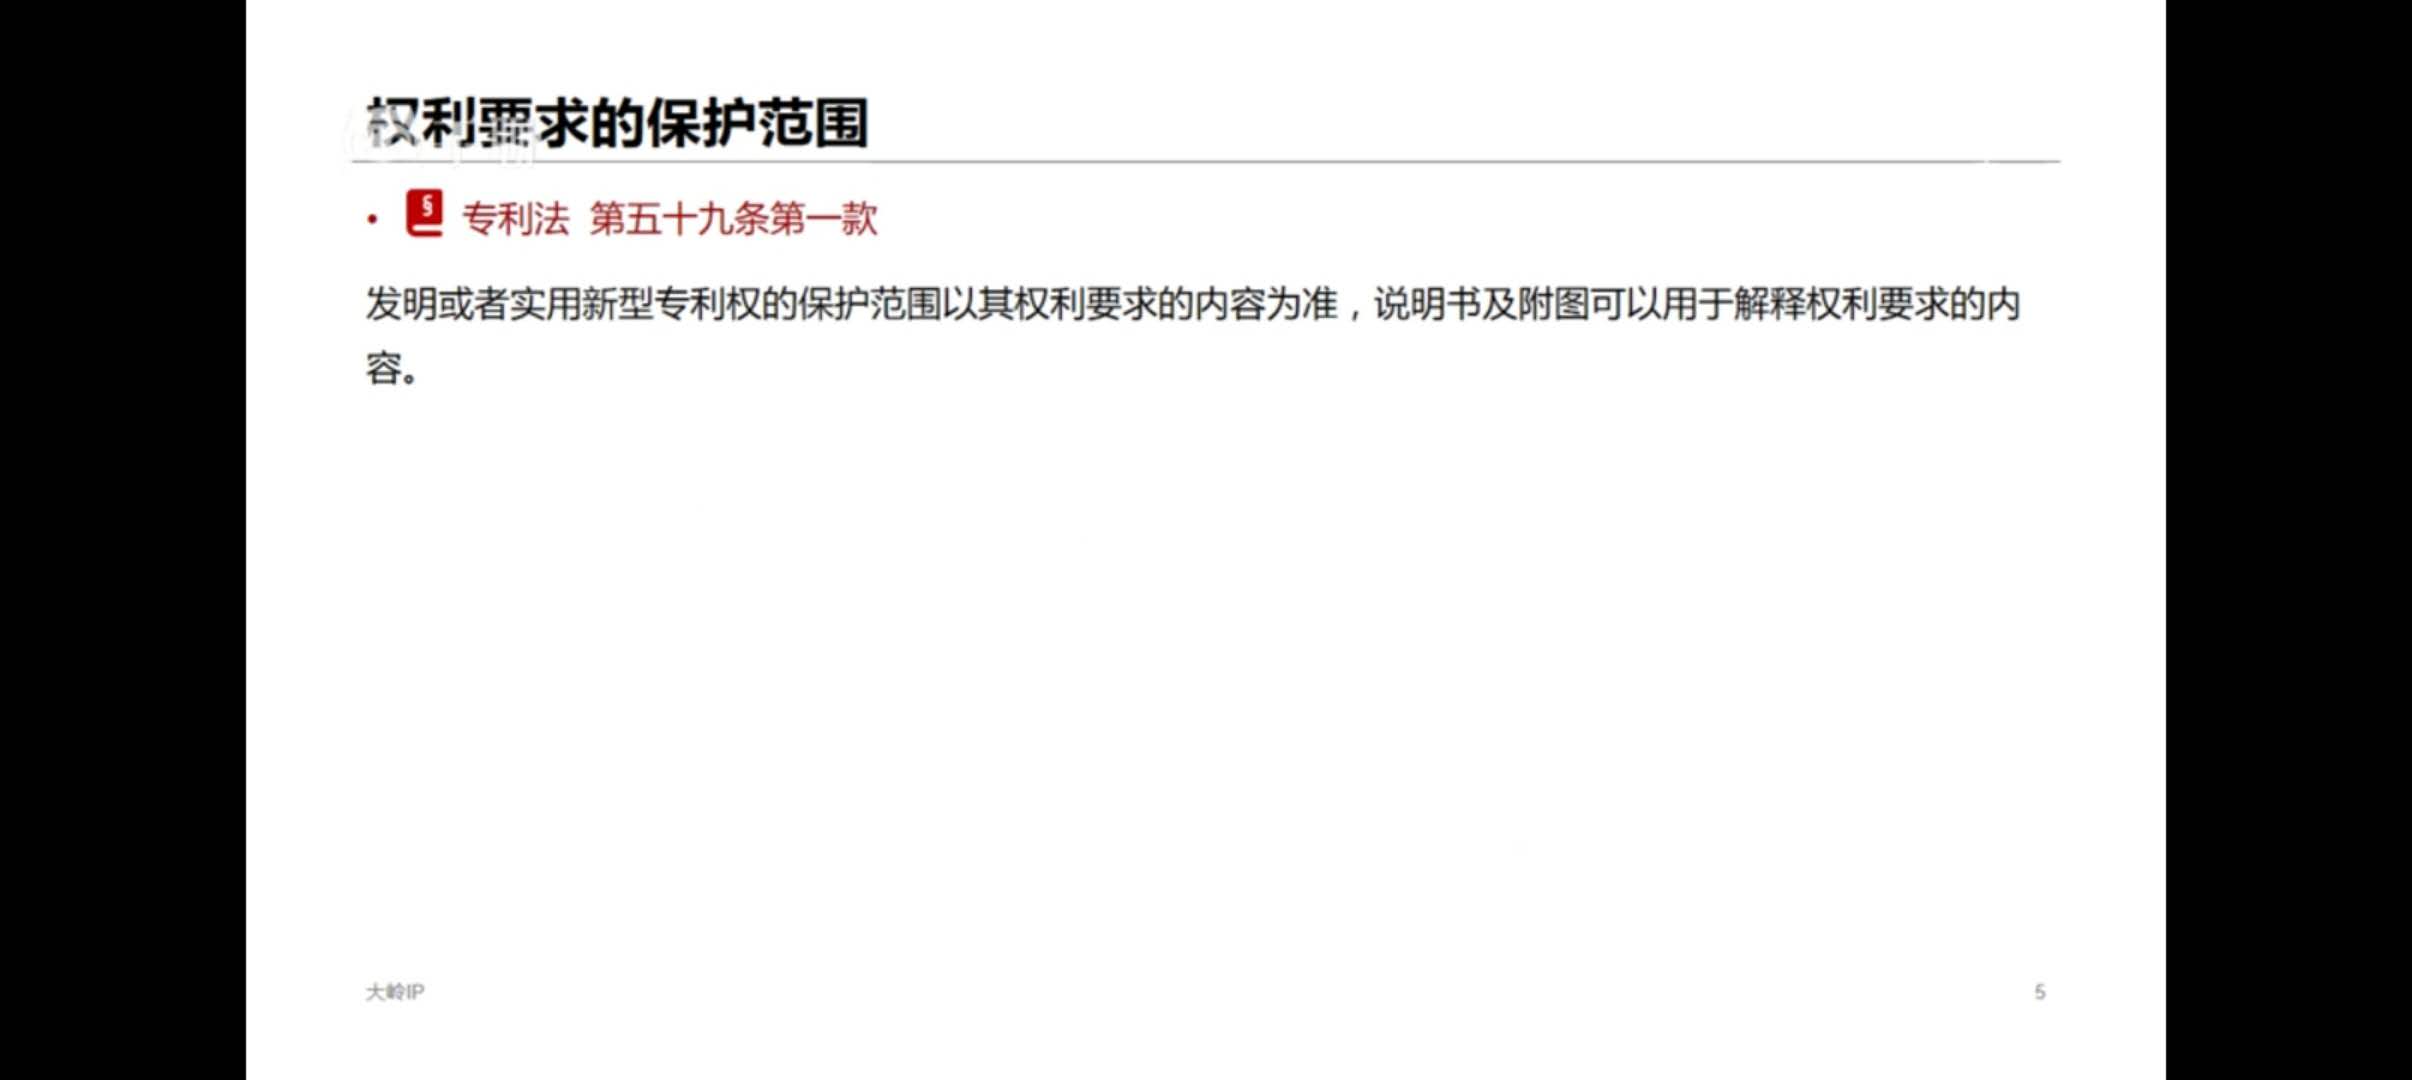 权利要求的保护范围
• § 专利法 第五十九条第一款
发明或者实用新型专利权的保护范围以其权利要求的内容为准，说明书及附图可以用于解释权利要求的内
容。
大岭IP
5